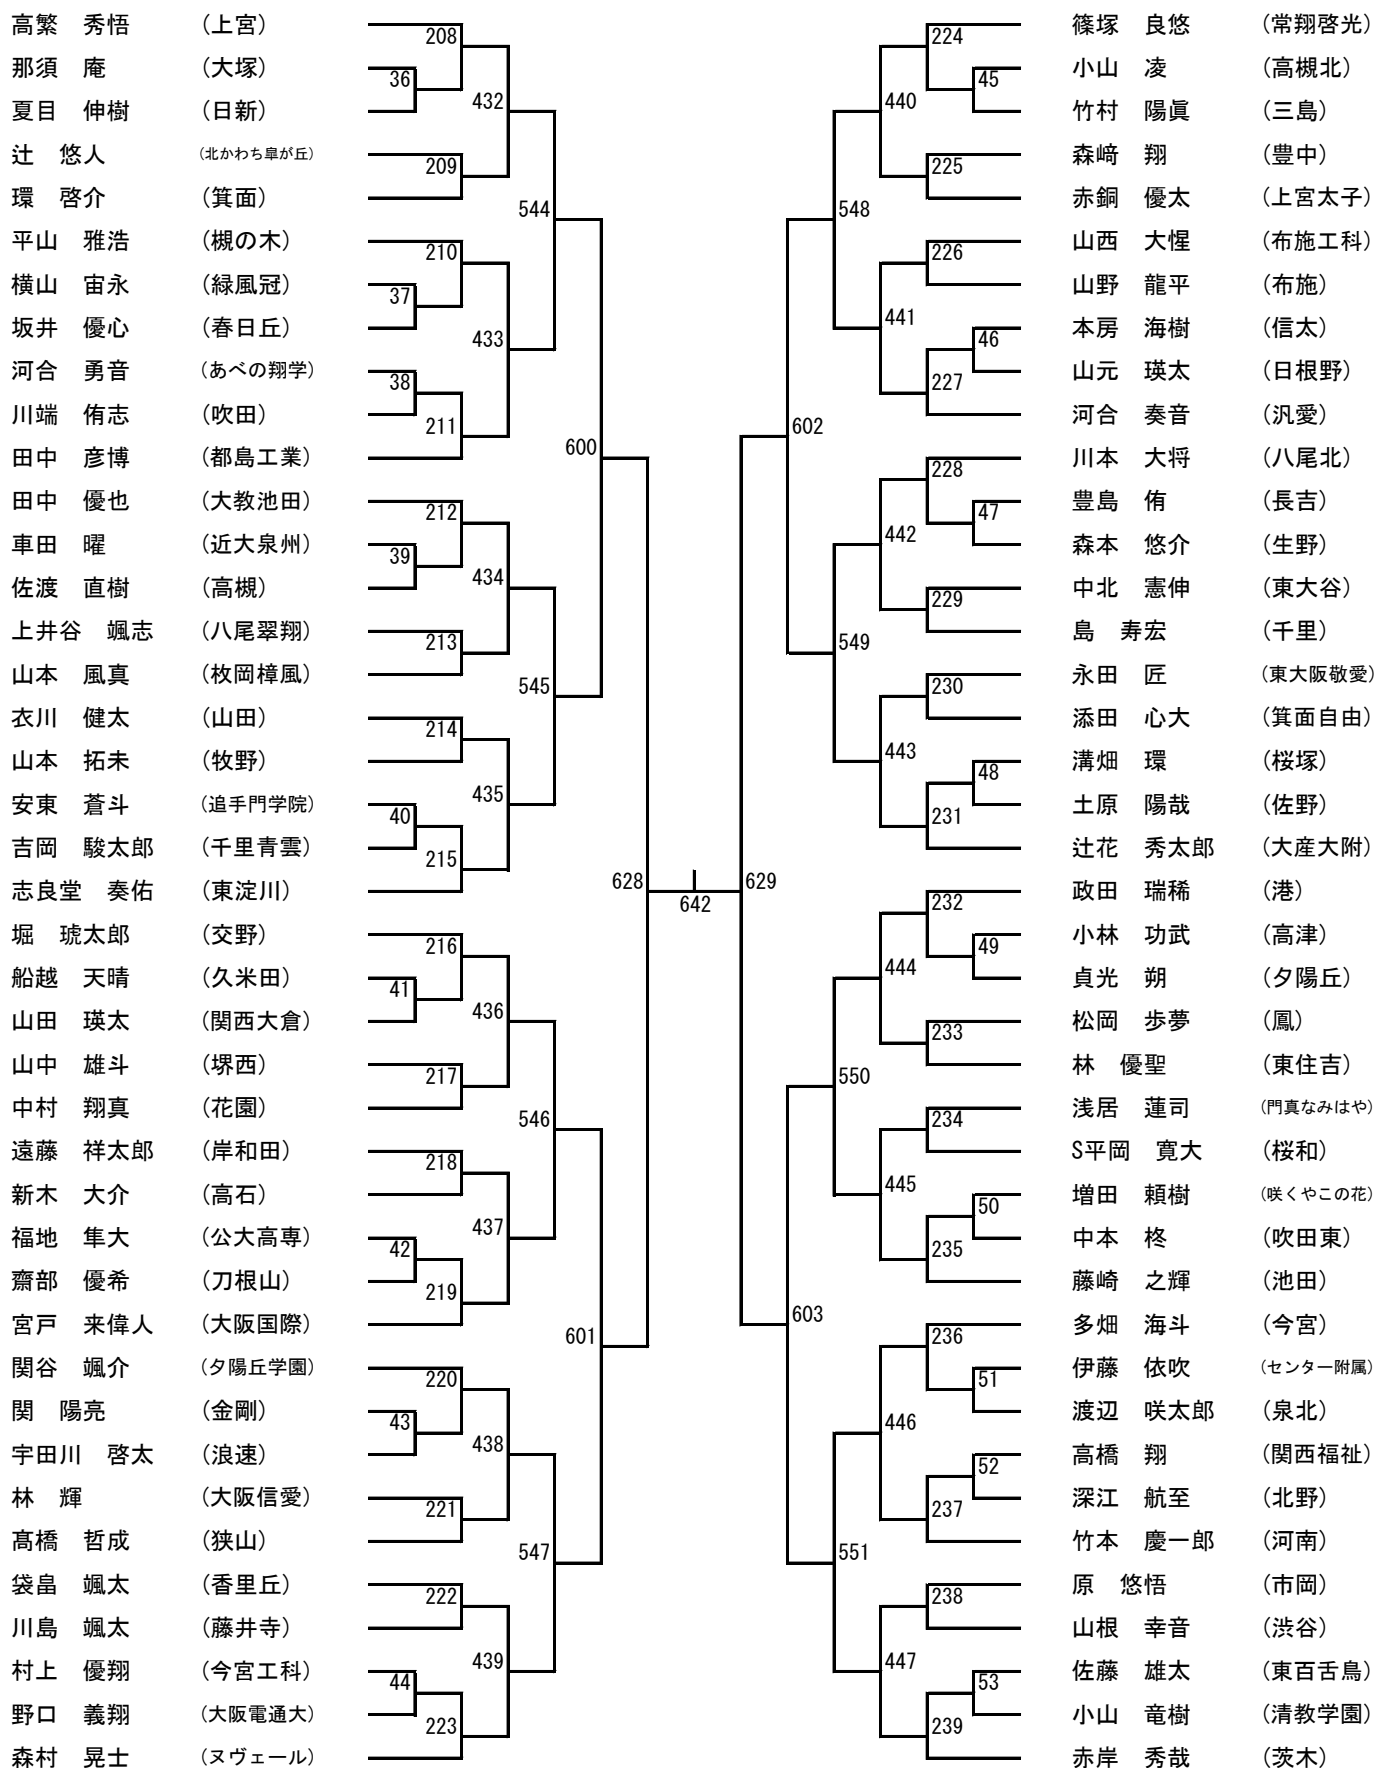 高繁　秀悟　（上宮）　208　224　篠塚　良悠　（常翔啓光）
那須　庵　（大塚）　36　45　小山　凌　（高槻北）
432　440
夏目　伸樹　（日新）　竹村　陽眞　（三島）
辻　悠人　（北かわち皐が丘）　209　225　森﨑　翔　（豊中）
環　啓介　（箕面）　赤銅　優太　（上宮太子）
544　548
平山　雅浩　（槻の木）　210　226　山西　大惺　（布施工科）
横山　宙永　（緑風冠）　37　山野　龍平　（布施）
441
坂井　優心　（春日丘）　433　46　本房　海樹　（信太）
河合　勇音　（あべの翔学）　38　227　山元　瑛太　（日根野）
川端　侑志　（吹田）　211　602　河合　奏音　（汎愛）
600
田中　彦博　（都島工業）　228　川本　大将　（八尾北）
田中　優也　（大教池田）　212　47　豊島　侑　（長吉）
442
車田　曜　（近大泉州）　39　森本　悠介　（生野）
434
佐渡　直樹　（高槻）　229　中北　憲伸　（東大谷）
上井谷　颯志　（八尾翠翔）　213　549　島　寿宏　（千里）
山本　風真　（枚岡樟風）　545　230　永田　匠　（東大阪敬愛）
衣川　健太　（山田）　214　添田　心大　（箕面自由）
443
山本　拓未　（牧野）　48　溝畑　環　（桜塚）
435
安東　蒼斗　（追手門学院）　40　231　土原　陽哉　（佐野）
吉岡　駿太郎　（千里青雲）　215　辻花　秀太郎　（大産大附）
628　629
志良堂　奏佑　（東淀川）　642　232　政田　瑞稀　（港）
堀　琥太郎　（交野）　216　49　小林　功武　（高津）
444
船越　天晴　（久米田）　41　貞光　朔　（夕陽丘）
436
山田　瑛太　（関西大倉）　233　松岡　歩夢　（鳳）
山中　雄斗　（堺西）　217　550　林　優聖　（東住吉）
中村　翔真　（花園）　546　234　浅居　蓮司　（門真なみはや）
遠藤　祥太郎　（岸和田）　218　S平岡　寛大　（桜和）
445
新木　大介　（高石）　50　増田　頼樹　（咲くやこの花）
437
福地　隼大　（公大高専）　42　235　中本　柊　（吹田東）
齋部　優希　（刀根山）　219　藤崎　之輝　（池田）
603
宮戸　来偉人　（大阪国際）　601　236　多畑　海斗　（今宮）
関谷　颯介　（夕陽丘学園）　220　51　伊藤　依吹　（センター附属）
関　陽亮　（金剛）　43　446　渡辺　咲太郎　（泉北）
438
宇田川　啓太　（浪速）　52　高橋　翔　（関西福祉）
林　輝　（大阪信愛）　221　237　深江　航至　（北野）
髙橋　哲成　（狭山）　547　551　竹本　慶一郎　（河南）
袋畠　颯太　（香里丘）　222　238　原　悠悟　（市岡）
川島　颯太　（藤井寺）　山根　幸音　（渋谷）
439　447
村上　優翔　（今宮工科）　44　53　佐藤　雄太　（東百舌鳥）
野口　義翔　（大阪電通大）　223　239　小山　竜樹　（清教学園）
森村　晃士　（ヌヴェール）　赤岸　秀哉　（茨木）